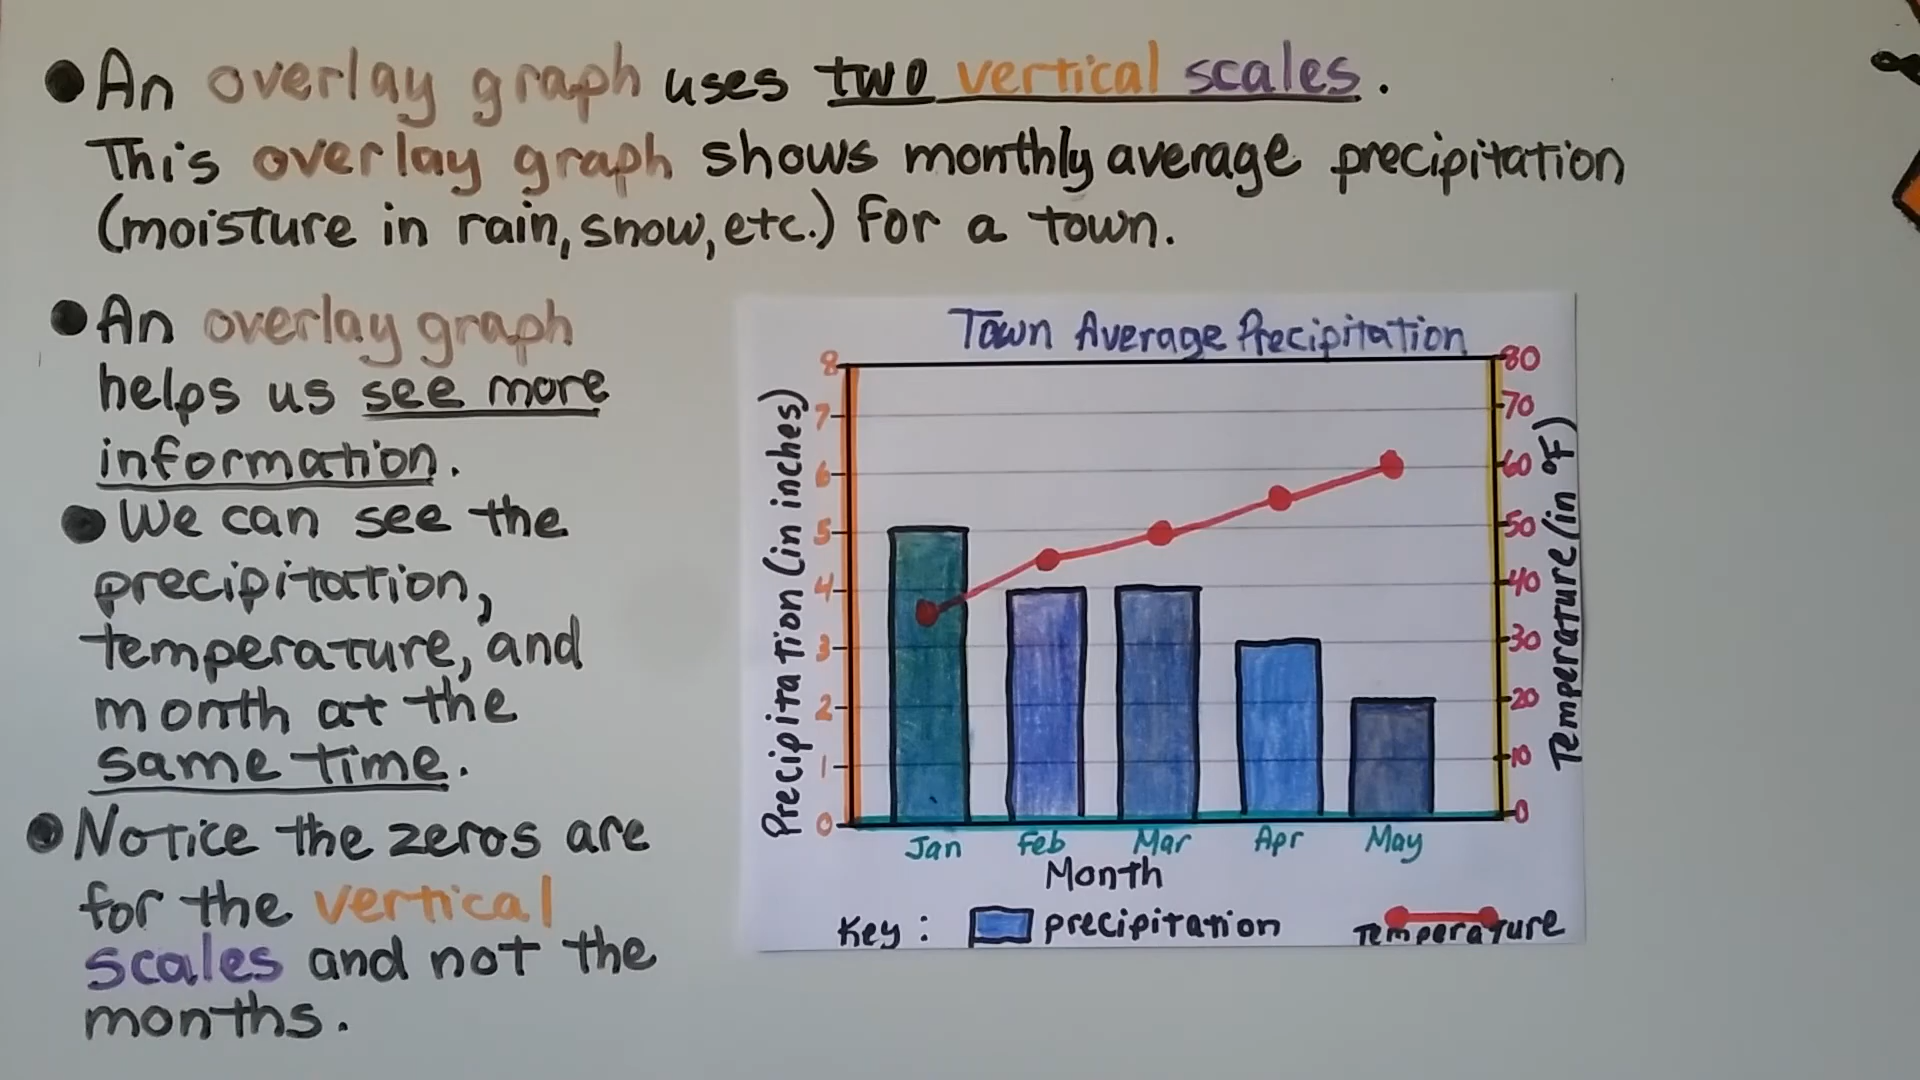 •An overlay graph uses two vertical scales.
This overlay graph shows monthly average precipitation
(moisture in rain, snow, etc.) for a town.
•An overlay graph
helps us see more
information.
•We can see the
precipitation,
temperature, and
month at the
same time.
•Notice the zeros are
for the vertical
scales and not the
months.
Town Average Precipitation
Precipitation (in inches)
8
7
6
5
4
3
2
1
0
80
70
60
50
40
30
20
10
0
Temperature (in °F)
Jan Feb Mar Apr May
Month
Key: precipitation Temperature